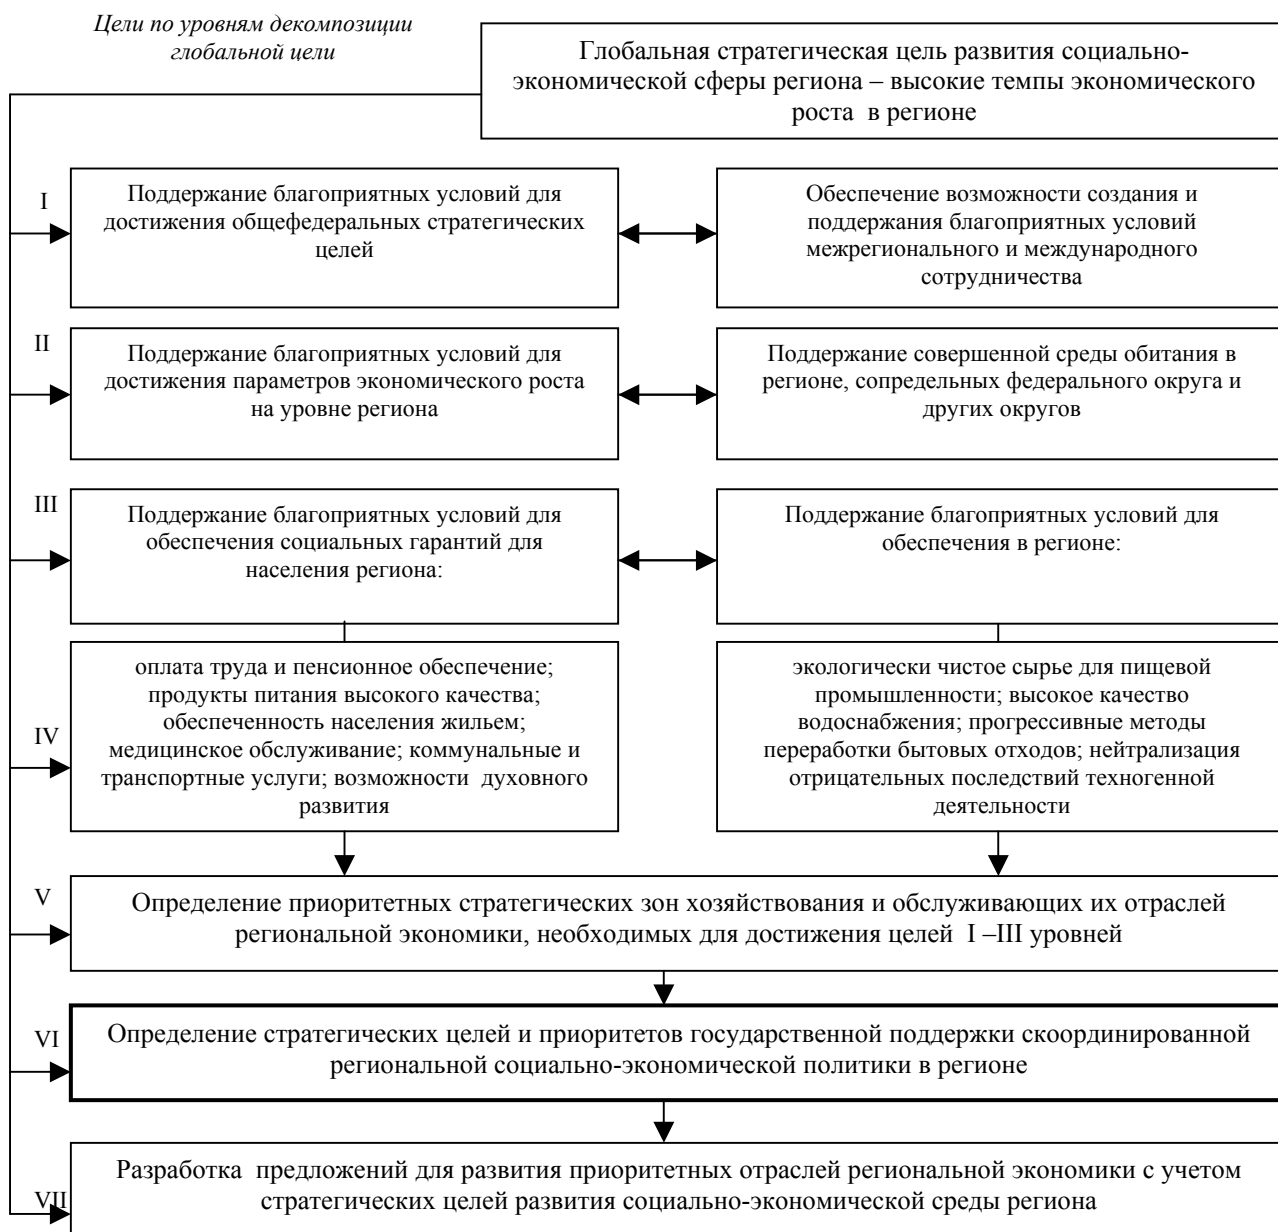 Цели по уровням декомпозиции
глобальной цели
Глобальная стратегическая цель развития социально-
экономической сферы региона – высокие темпы экономического
роста в регионе
I
Поддержание благоприятных условий для
достижения общефедеральных стратегических
целей
Обеспечение возможности создания и
поддержания благоприятных условий
межрегионального и международного
сотрудничества
II
Поддержание благоприятных условий для
достижения параметров экономического роста
на уровне региона
Поддержание совершенной среды обитания в
регионе, сопредельных федерального округа и
других округов
III
Поддержание благоприятных условий для
обеспечения социальных гарантий для
населения региона:
Поддержание благоприятных условий для
обеспечения в регионе:
IV
оплата труда и пенсионное обеспечение;
продукты питания высокого качества;
обеспеченность населения жильем;
медицинское обслуживание; коммунальные и
транспортные услуги; возможности духовного
развития
экологически чистое сырье для пищевой
промышленности; высокое качество
водоснабжения; прогрессивные методы
переработки бытовых отходов; нейтрализация
отрицательных последствий техногенной
деятельности
V
Определение приоритетных стратегических зон хозяйствования и обслуживающих их отраслей
региональной экономики, необходимых для достижения целей I –III уровней
VI
Определение стратегических целей и приоритетов государственной поддержки скоординированной
региональной социально-экономической политики в регионе
VII
Разработка предложений для развития приоритетных отраслей региональной экономики с учетом
стратегических целей развития социально-экономической среды региона